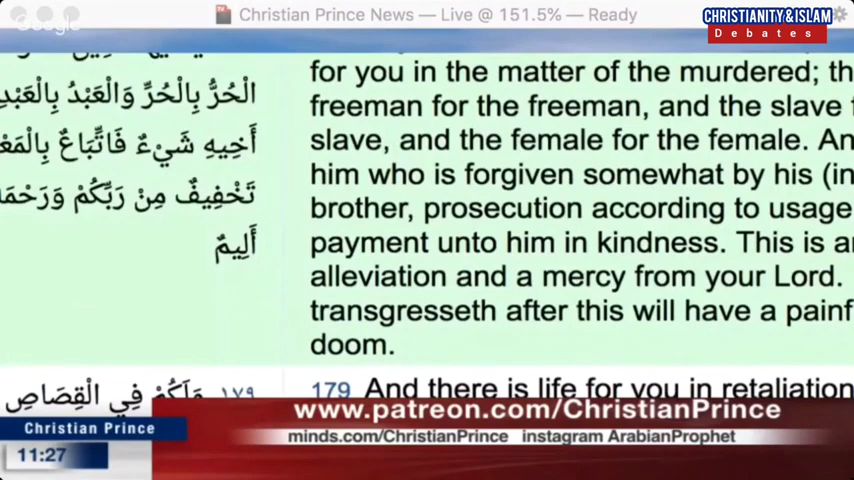 Christian Prince News — Live @ 151.5% — Ready
Google
CHRISTIANITY & ISLAM
Debates
الْحُرُّ بِالْحُرِّ وَالْعَبْدُ بِالْعَبْدِ
أَخِيهِ شَيْءٌ فَاتِّبَاعٌ بِالْمَعْ
تَخْفِيفٌ مِنْ رَبِّكُمْ وَرَحْمَة
أَلِيمٌ
١٧٩ وَلَكُمْ فِي الْقِصَاصِ
for you in the matter of the murdered; th
freeman for the freeman, and the slave f
slave, and the female for the female. An
him who is forgiven somewhat by his (in
brother, prosecution according to usage
payment unto him in kindness. This is an
alleviation and a mercy from your Lord.
transgresseth after this will have a painf
doom.
179 And there is life for you in retaliation
www.patreon.com/ChristianPrince
Christian Prince
minds.com/ChristianPrince instagram ArabianProphet
11:27